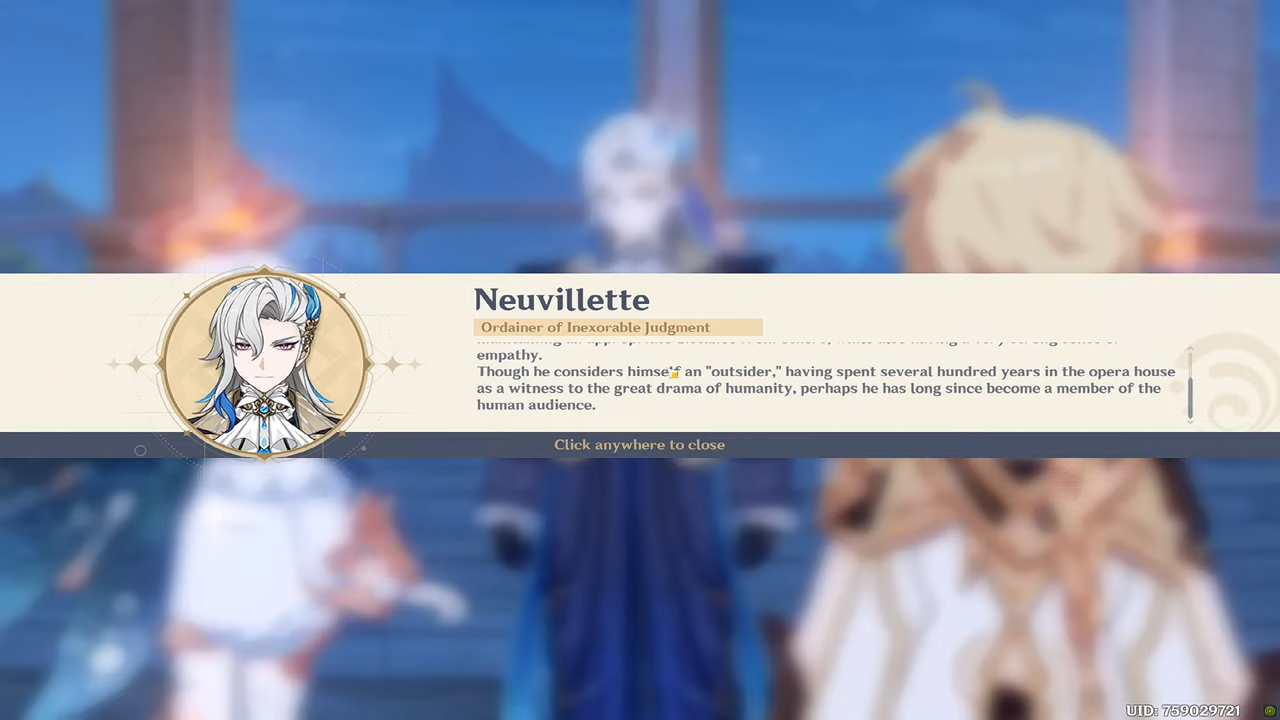 Neuvillette
Ordainer of Inexorable Judgment
empathy.
Though he considers himself an "outsider," having spent several hundred years in the opera house
as a witness to the great drama of humanity, perhaps he has long since become a member of the
human audience.
Click anywhere to close
UID: 759029721